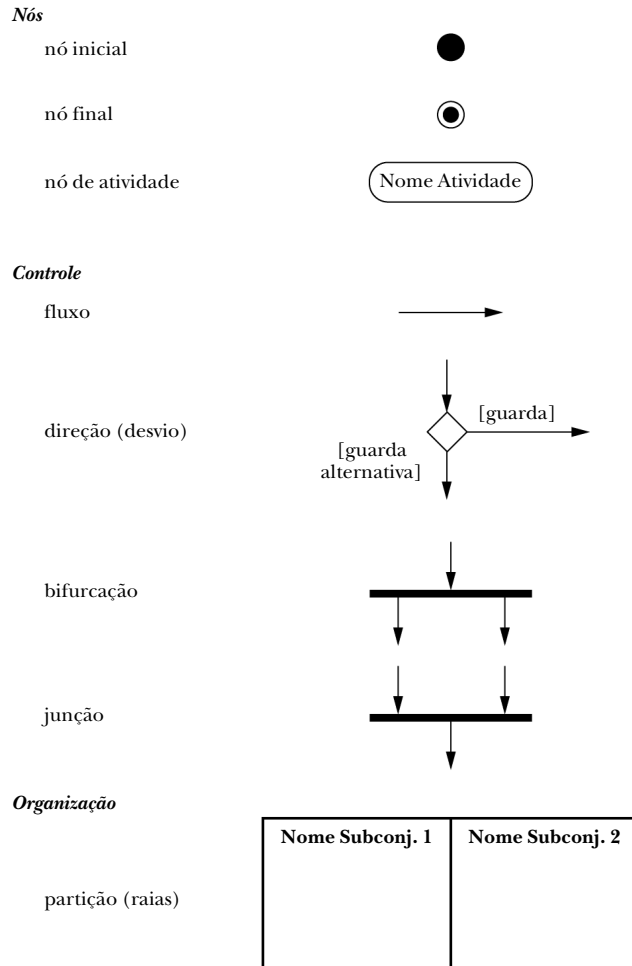 Nós
nó inicial
nó final
nó de atividade
Nome Atividade
Controle
fluxo
direção (desvio)
[guarda]
[guarda
alternativa]
bifurcação
junção
Organização
Nome Subconj. 1
Nome Subconj. 2
partição (raias)